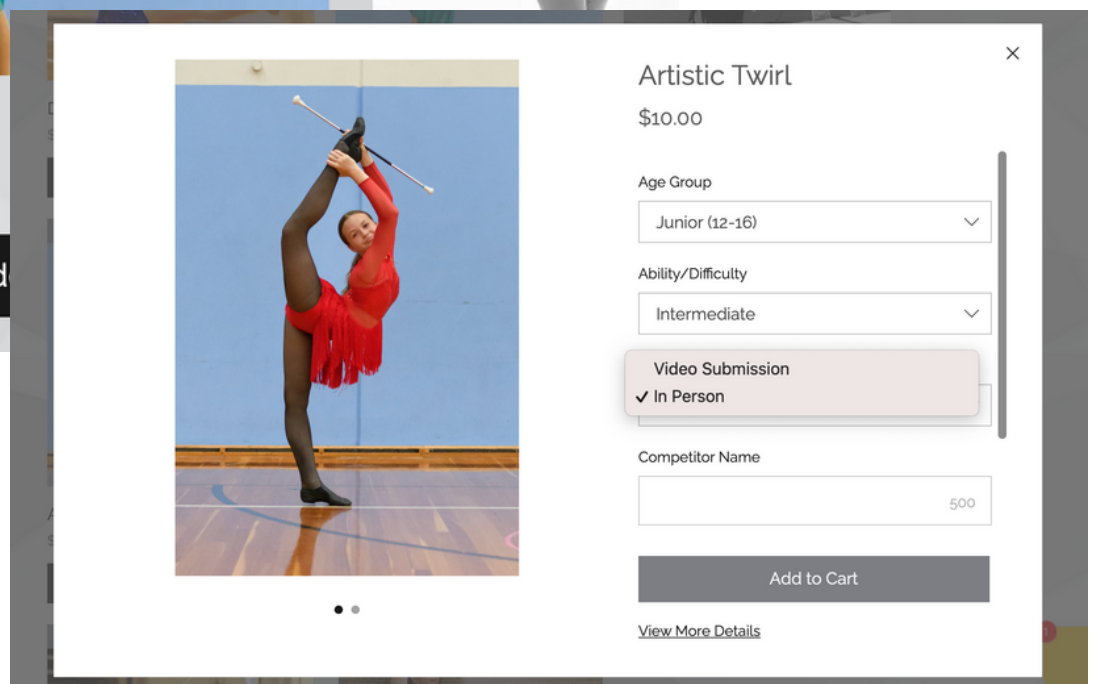 Artistic Twirl
$10.00
Age Group
Junior (12-16)
Ability/Difficulty
Intermediate
Video Submission
✓ In Person
Competitor Name
500
Add to Cart
View More Details